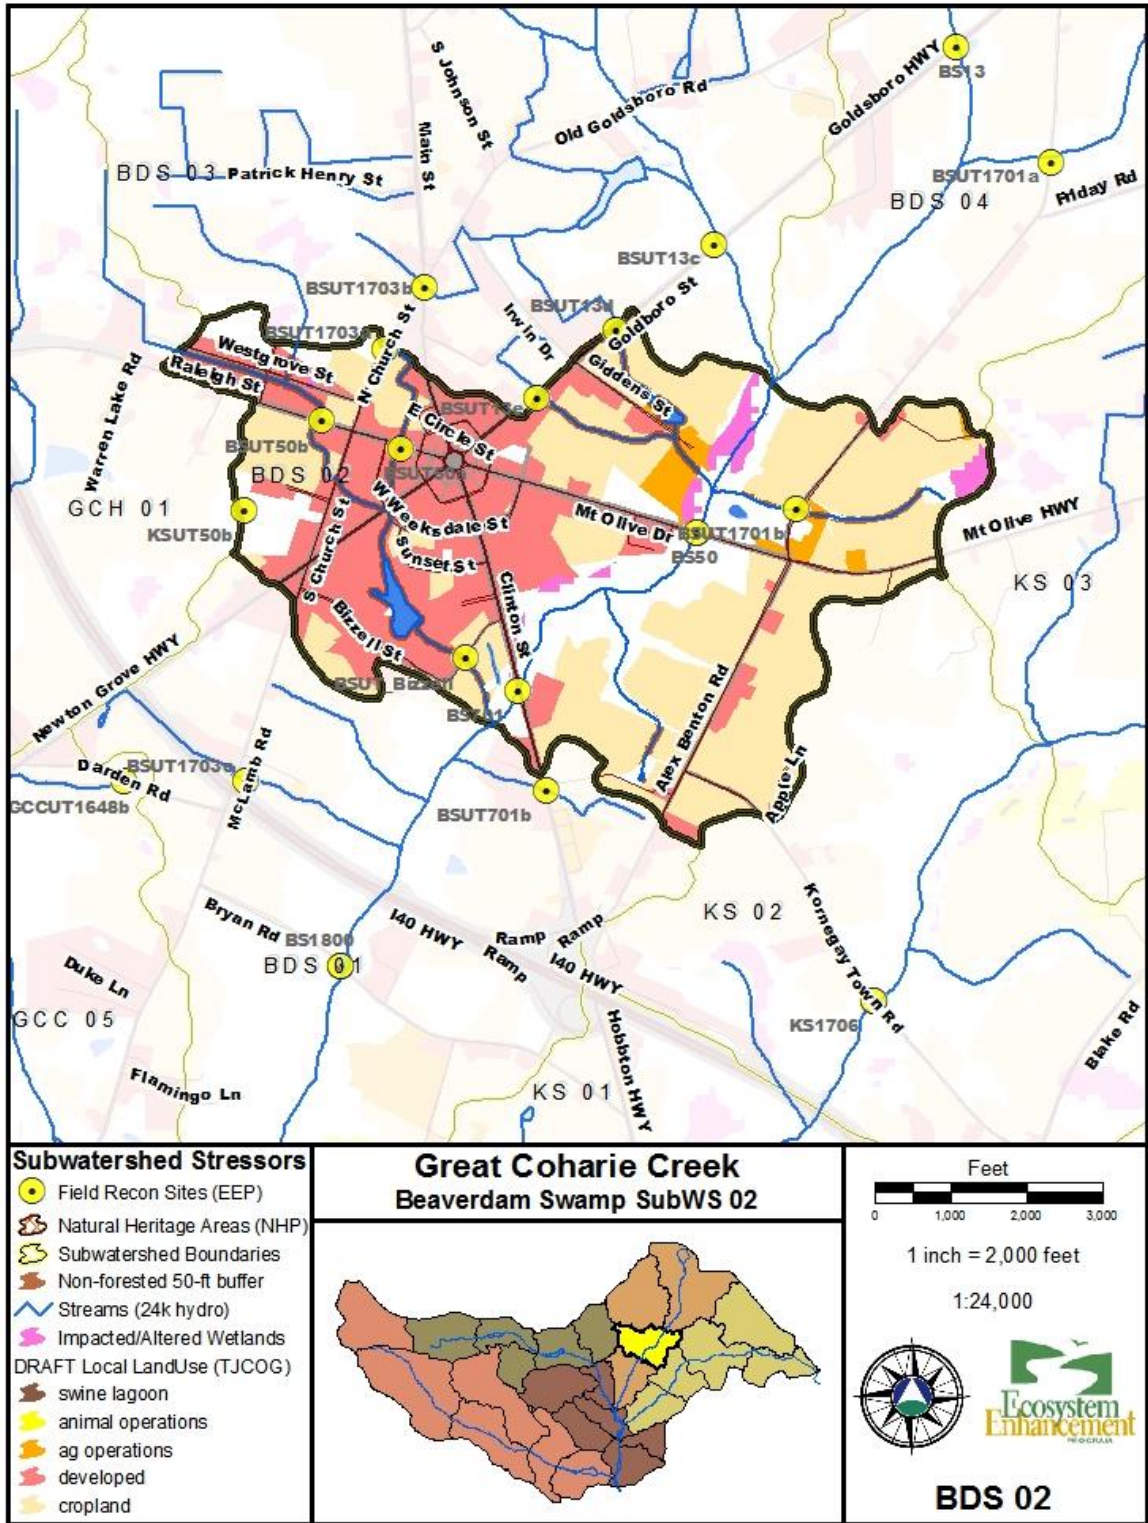 S Johnson St
Main St
Old Goldsboro Rd
Goldsboro HWY
BS13
BDS 03
Patrick Henry St
BSUT1701a
Friday Rd
BDS 04
BSUT13c
BSUT1703b
BSUT13d
Goldboro St
Irwin Dr
N Church St
Westgrove St
Raleigh St
Giddens St
Warren Lake Rd
E Circle St
BSUT50b
BDS 02
GCH 01
KSUT50b
W Weeksdale St
Sunset St
Mt Olive Dr
BSUT1701b
BS50
Mt Olive HWY
KS 03
S Church St
Clinton St
Bizzell St
BSUT_Bizzell
BS701
Alex Benton Rd
Newton Grove HWY
Darden Rd
GCCUT1648b
McLamb Rd
BSUT701b
Apple Ln
KS 02
Kornegay Town Rd
Bryan Rd
BS1800
BDS 01
I40 HWY
Ramp
Ramp
Ramp
I40 HWY
Duke Ln
GCC 05
KS1706
Blake Rd
Hobbton HWY
KS 01
Flamingo Ln
Subwatershed Stressors
Field Recon Sites (EEP)
Natural Heritage Areas (NHP)
Subwatershed Boundaries
Non-forested 50-ft buffer
Streams (24k hydro)
Impacted/Altered Wetlands
DRAFT Local LandUse (TJCOG)
swine lagoon
animal operations
ag operations
developed
cropland
Great Coharie Creek
Beaverdam Swamp SubWS 02
Feet
0 1,000 2,000 3,000
1 inch = 2,000 feet
1:24,000
Ecosystem
Enhancement
PROGRAM
BDS 02